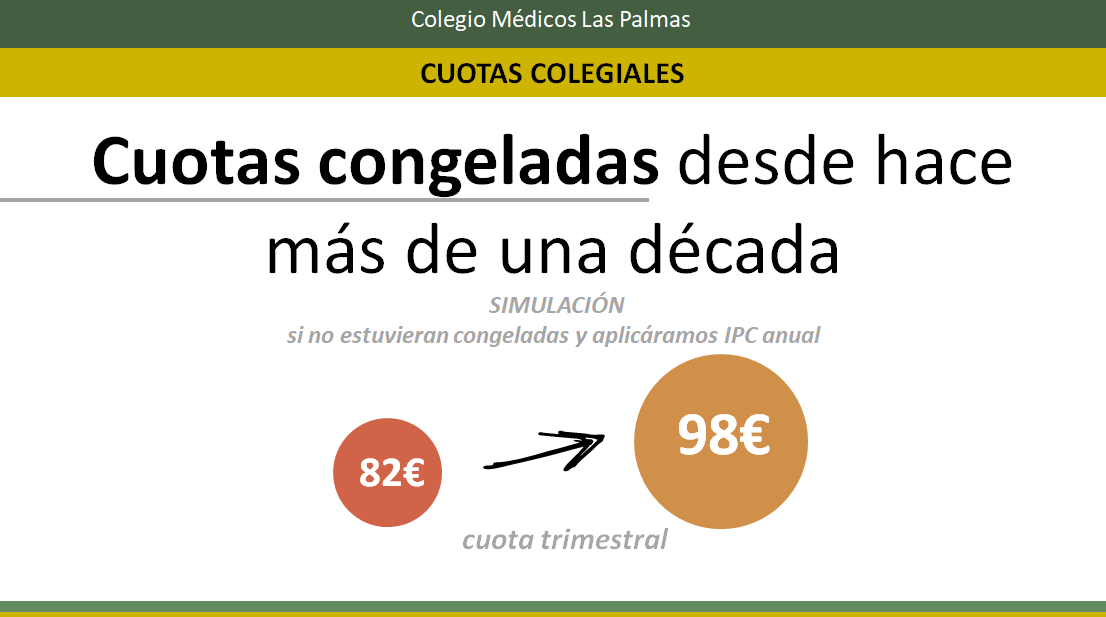 Colegio Médicos Las Palmas
CUOTAS COLEGIALES
Cuotas congeladas desde hace
más de una década
SIMULACIÓN
si no estuvieran congeladas y aplicáramos IPC anual
82€
98€
cuota trimestral